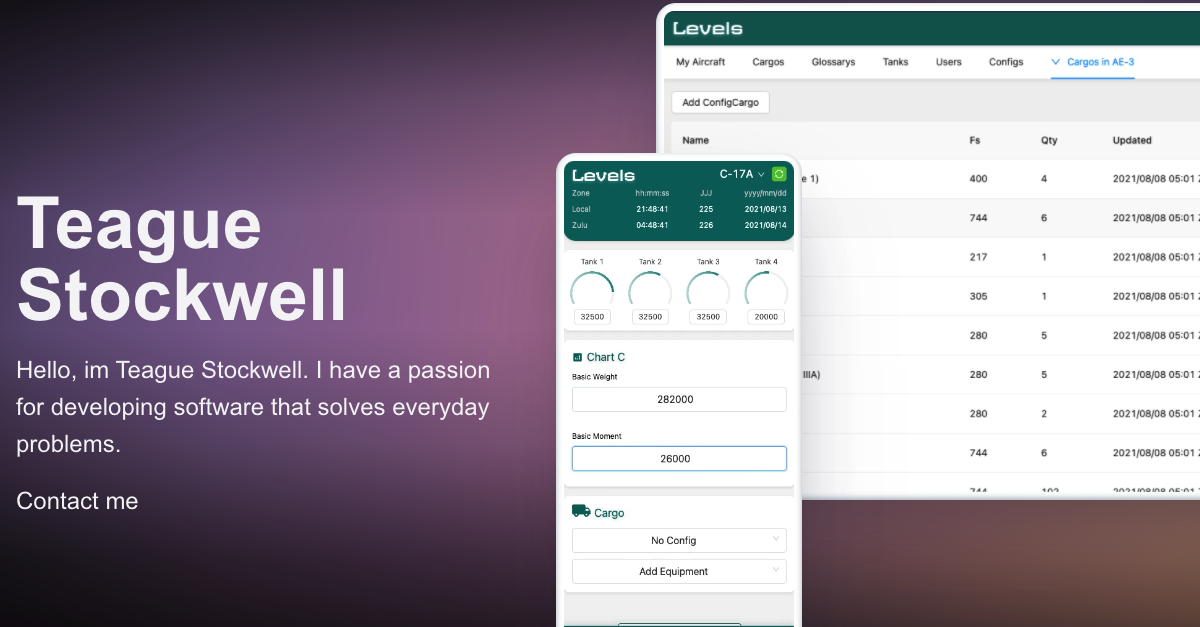 Teague
Stockwell
Hello, im Teague Stockwell. I have a passion
for developing software that solves everyday
problems.
Contact me
Levels
My Aircraft Cargos Glossarys Tanks Users Configs Cargos in AE-3
Add ConfigCargo
Name Fs Qty Updated
e 1) 400 4 2021/08/08 05:01 Z
744 6 2021/08/08 05:01 Z
217 1 2021/08/08 05:01 Z
305 1 2021/08/08 05:01 Z
280 5 2021/08/08 05:01 Z
IIIA) 280 5 2021/08/08 05:01 Z
280 2 2021/08/08 05:01 Z
744 6 2021/08/08 05:01 Z
744 2021/08/08 05:01
Levels C-17A
Zone hh:mm:ss JJJ yyyy/mm/dd
Local 21:48:41 225 2021/08/13
Zulu 04:48:41 226 2021/08/14
Tank 1 Tank 2 Tank 3 Tank 4
32500 32500 32500 20000
Chart C
Basic Weight
282000
Basic Moment
26000
Cargo
No Config
Add Equipment